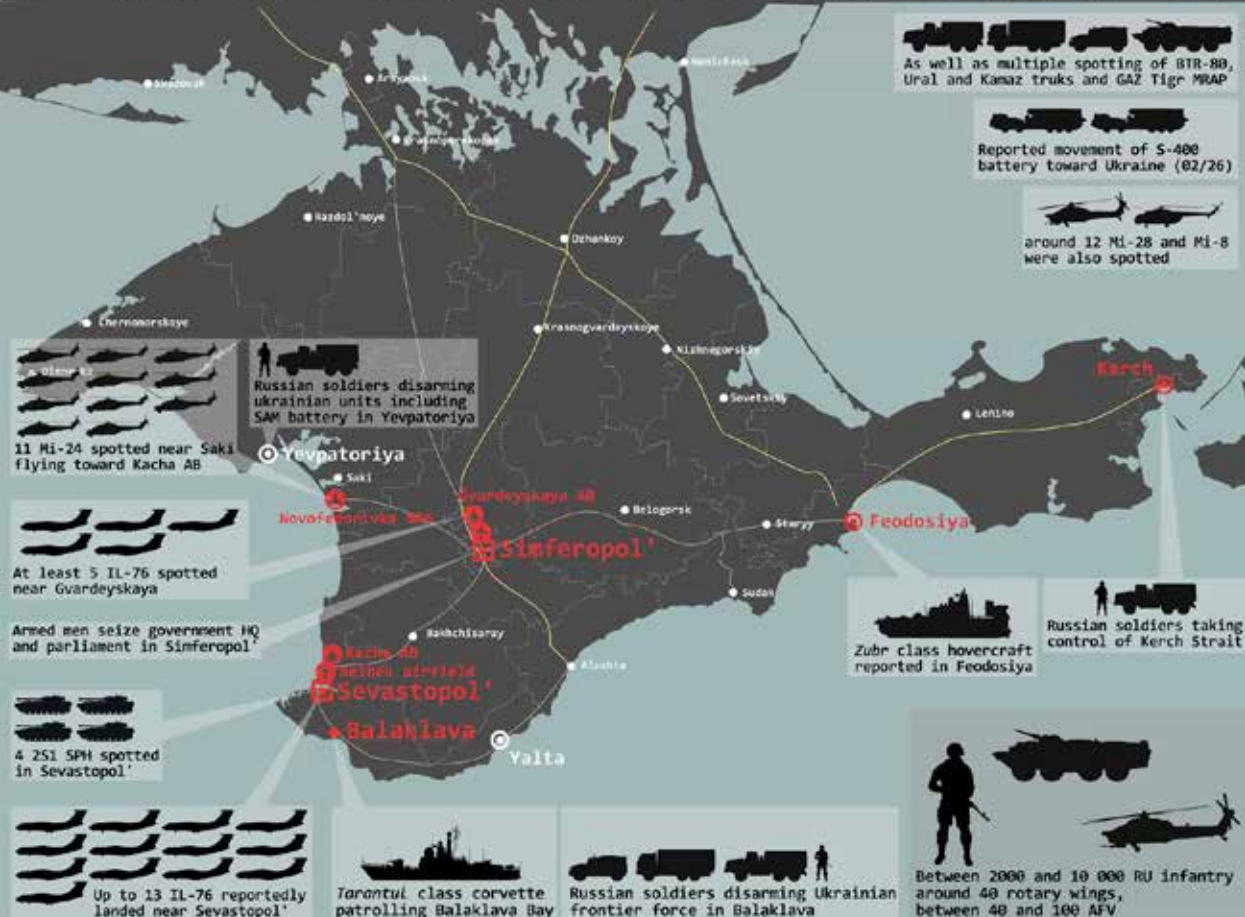 As well as multiple spotting of BTR-80,
Ural and Kamaz truks and GAZ Tigr MRAP
Reported movement of S-400
battery toward Ukraine (02/26)
around 12 Mi-28 and Mi-8
were also spotted
Razdol'noye
Dzhankoy
Chernomorskoye
Krasnogvardeyskoye
Nizhnegorskiy
Sovetskiy
Lenino
Kerch
Russian soldiers disarming
ukrainian units including
SAM battery in Yevpatoriya
11 Mi-24 spotted near Saki
flying toward Kacha AB
Yevpatoriya
Saki
Gvardeyskaya AB
Belogorsk
Staryy
Feodosiya
Simferopol'
At least 5 IL-76 spotted
near Gvardeyskaya
Armed men seize government HQ
and parliament in Simferopol'
Sudak
Bakhchisaray
Alushta
Kacha AB
Sevastopol'
Balaklava
Yalta
Zubr class hovercraft
reported in Feodosiya
Russian soldiers taking
control of Kerch Strait
4 2S1 SPH spotted
in Sevastopol'
Up to 13 IL-76 reportedly
landed near Sevastopol'
Tarantul class corvette
patrolling Balaklava Bay
Russian soldiers disarming Ukrainian
frontier force in Balaklava
Between 2000 and 10 000 RU infantry
around 40 rotary wings,
between 40 and 100 AFV